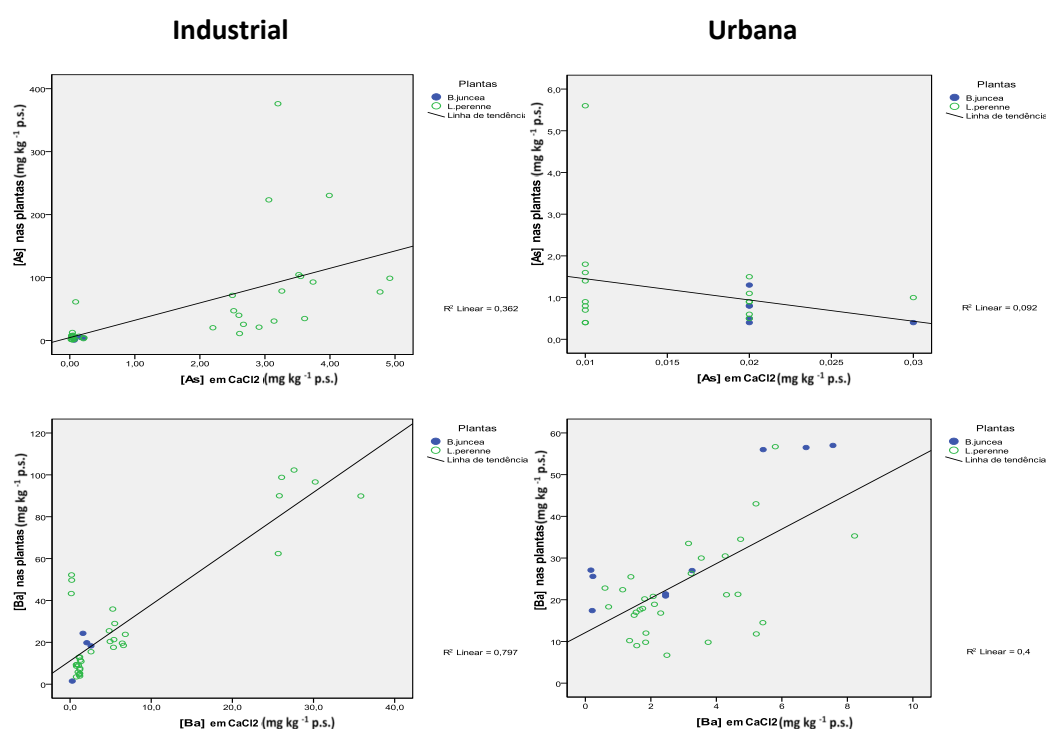 Industrial
Urbana
[As] nas plantas (mg kg -1 p.s.)
400
300
200
100
0
0,00 1,00 2,00 3,00 4,00 5,00
[As] em CaCl2 (mg kg -1 p.s.)
Plantas
B.juncea
L.perenne
Linha de tendência
R2 Linear = 0,362
[As] nas plantas (mg kg -1 p.s.)
6,0
5,0
4,0
3,0
2,0
1,0
0,0
0,01 0,015 0,02 0,025 0,03
[As] em CaCl2 (mg kg -1 p.s.)
Plantas
B.juncea
L.perenne
Linha de tendência
R2 Linear = 0,092
[Ba] nas plantas (mg kg -1 p.s.)
120
100
80
60
40
20
0
0,0 10,0 20,0 30,0 40,0
[Ba] em CaCl2 (mg kg -1 p.s.)
Plantas
B.juncea
L.perenne
Linha de tendência
R2 Linear = 0,797
[Ba] nas plantas(mg kg -1 p.s.)
60
50
40
30
20
10
0
0 2 4 6 8 10
[Ba] em CaCl2 (mg kg -1 p.s.)
Plantas
B.juncea
L.perenne
Linha de tendência
R2 Linear = 0,4